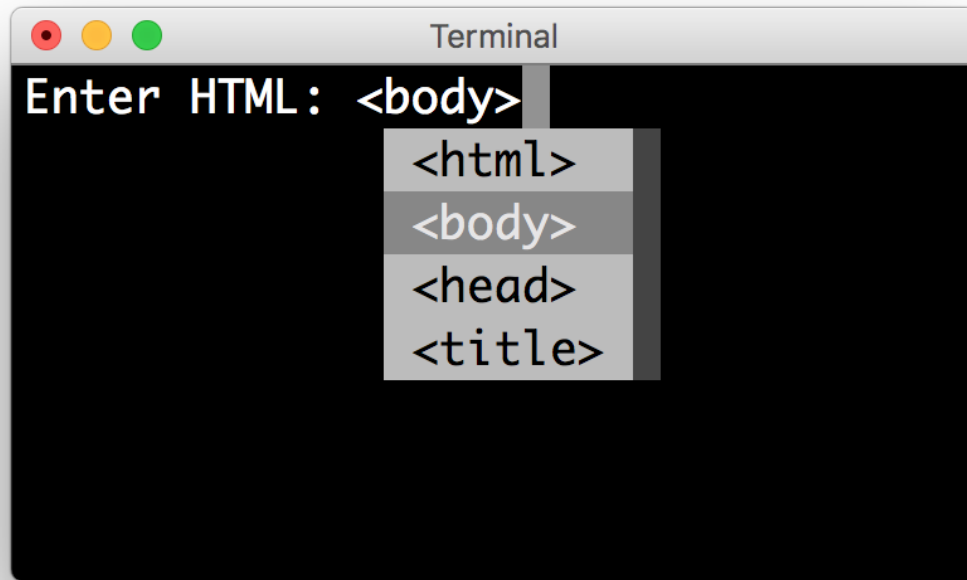 Terminal
Enter HTML: <body>
<html>
<body>
<head>
<title>